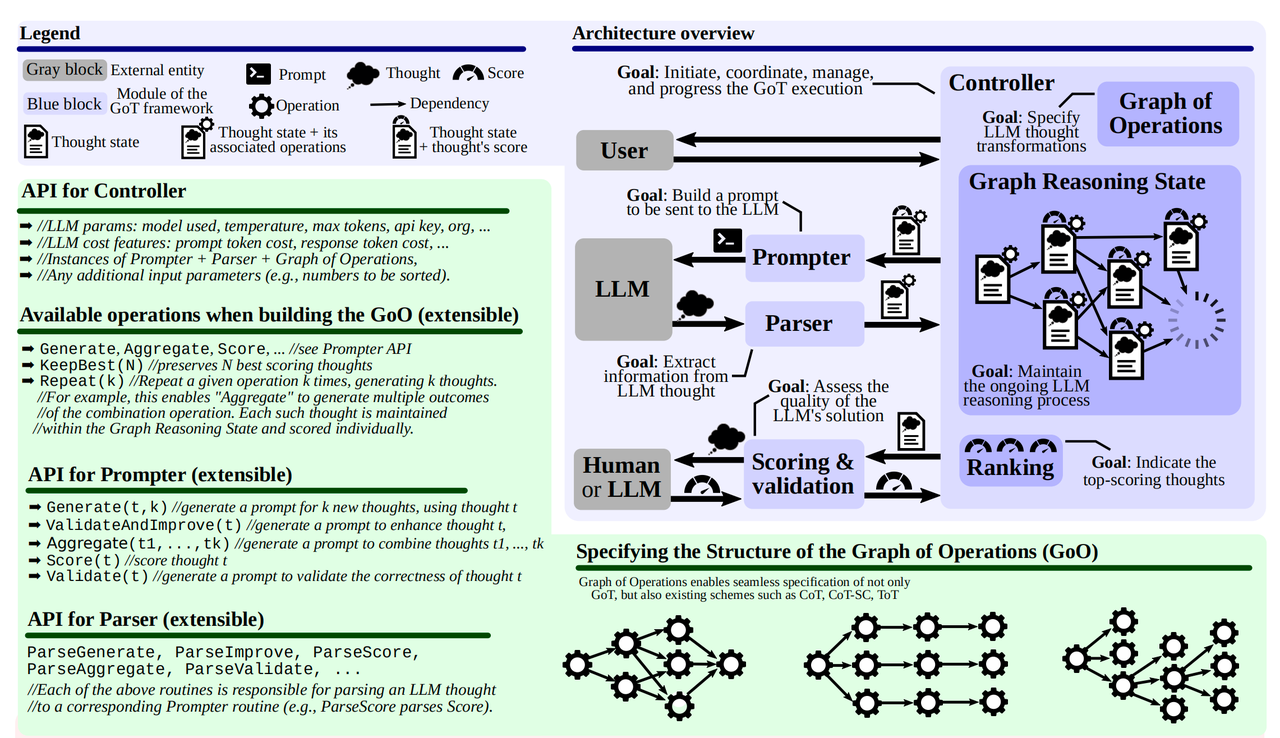 Legend
Gray block External entity
Prompt
Thought
Score
Blue block
Module of the
GoT framework
Operation
Dependency
Thought state
Thought state + its
associated operations
Thought state
+ thought's score
API for Controller
➡ //LLM params: model used, temperature, max tokens, api key, org, ...
➡ //LLM cost features: prompt token cost, response token cost, ...
➡ //Instances of Prompter + Parser + Graph of Operations,
➡ //Any additional input parameters (e.g., numbers to be sorted).
Available operations when building the GoO (extensible)
➡ Generate, Aggregate, Score, ... //see Prompter API
➡ KeepBest(N) //preserves N best scoring thoughts
➡ Repeat(k) //Repeat a given operation k times, generating k thoughts.
//For example, this enables "Aggregate" to generate multiple outcomes
//of the combination operation. Each such thought is maintained
//within the Graph Reasoning State and scored individually.
API for Prompter (extensible)
➡ Generate(t,k) //generate a prompt for k new thoughts, using thought t
➡ ValidateAndImprove(t) //generate a prompt to enhance thought t,
➡ Aggregate(t1,...,tk) //generate a prompt to combine thoughts t1, ..., tk
➡ Score(t) //score thought t
➡ Validate(t) //generate a prompt to validate the correctness of thought t
API for Parser (extensible)
ParseGenerate, ParseImprove, ParseScore,
ParseAggregate, ParseValidate, ...
//Each of the above routines is responsible for parsing an LLM thought
//to a corresponding Prompter routine (e.g., ParseScore parses Score).
Architecture overview
Goal: Initiate, coordinate, manage,
and progress the GoT execution
Controller
Graph of
Operations
Goal: Specify
LLM thought
transformations
User
Graph Reasoning State
Goal: Build a prompt
to be sent to the LLM
LLM
Prompter
Parser
Goal: Extract
information from
LLM thought
Goal: Maintain
the ongoing LLM
reasoning process
Goal: Assess the
quality of the
LLM's solution
Human
or LLM
Scoring &
validation
Ranking
Goal: Indicate the
top-scoring thoughts
Specifying the Structure of the Graph of Operations (GoO)
Graph of Operations enables seamless specification of not only
GoT, but also existing schemes such as CoT, CoT-SC, ToT